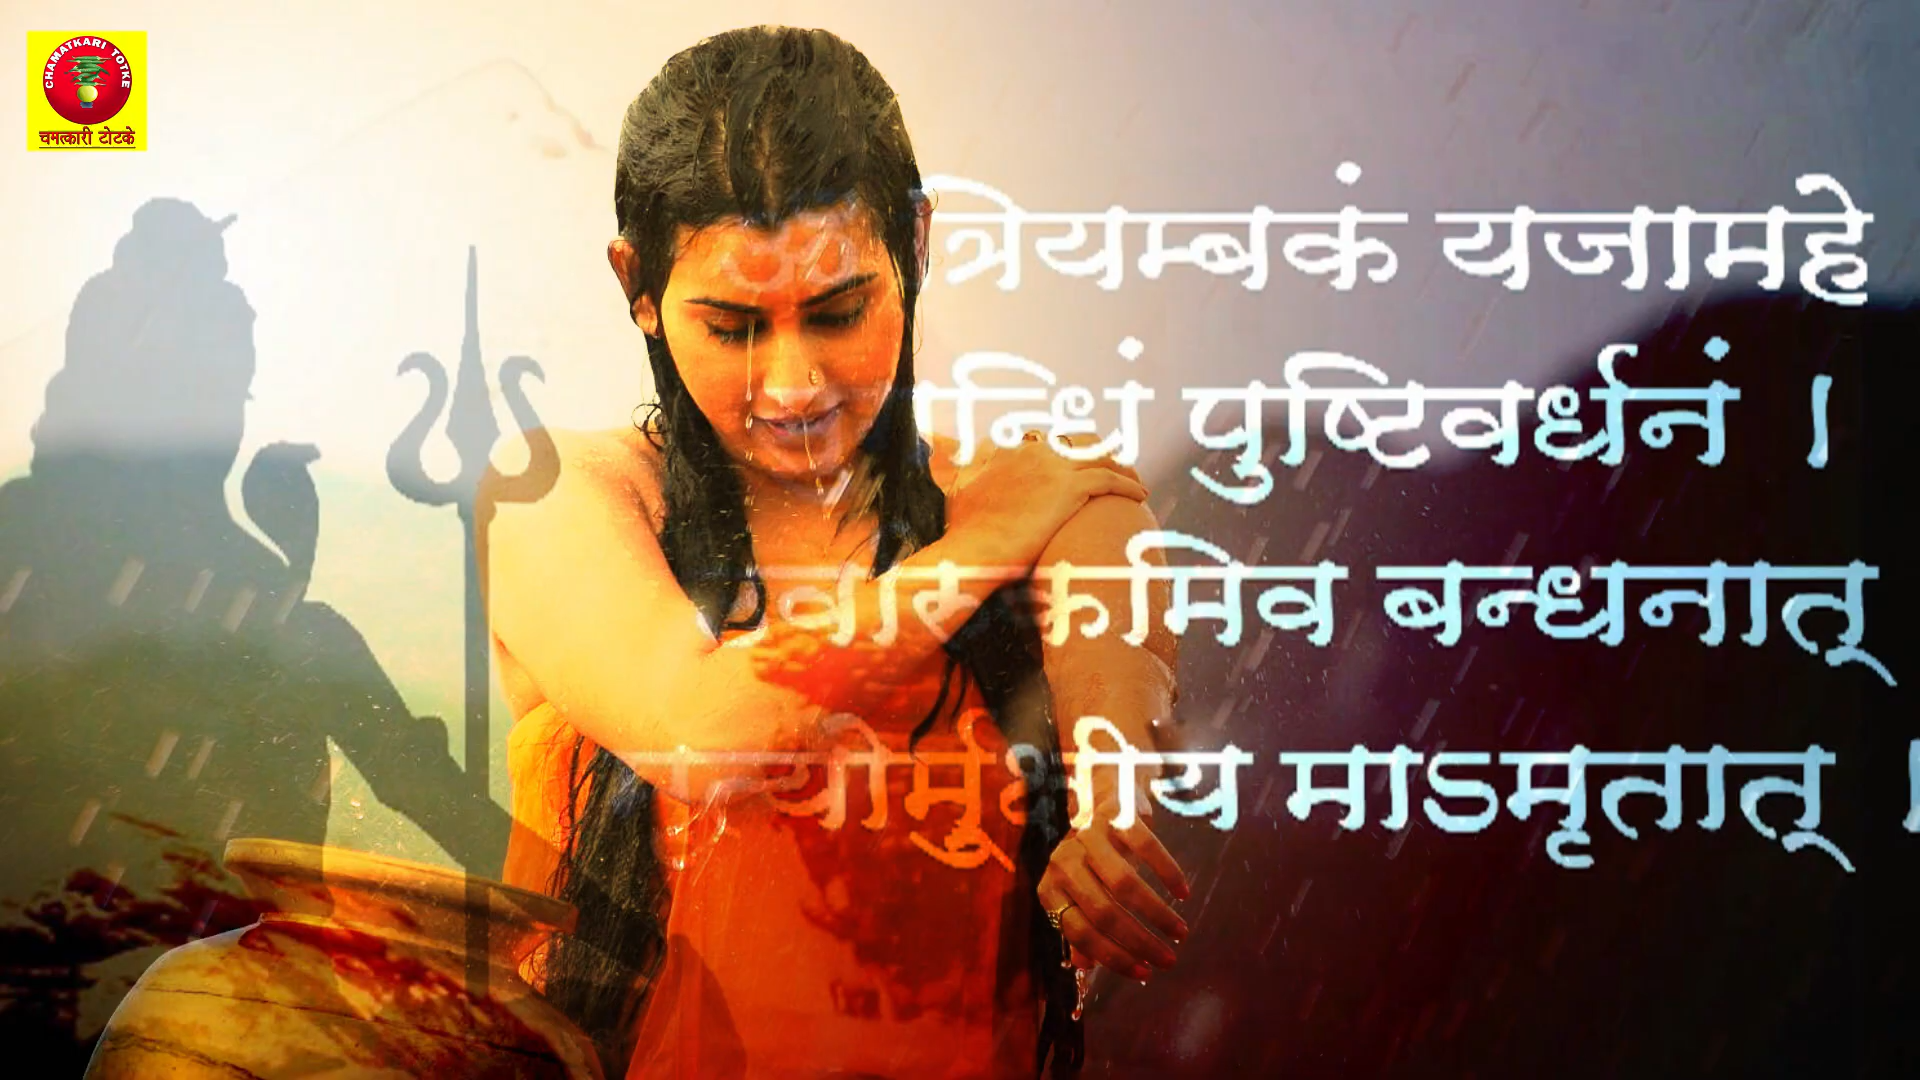 CHAMATKARI TOTKE
चमत्कारी टोटके
त्रियम्बकं यजामहे
पुष्टिवर्धनं ।
बन्धनात्
माऽमृतात् ।